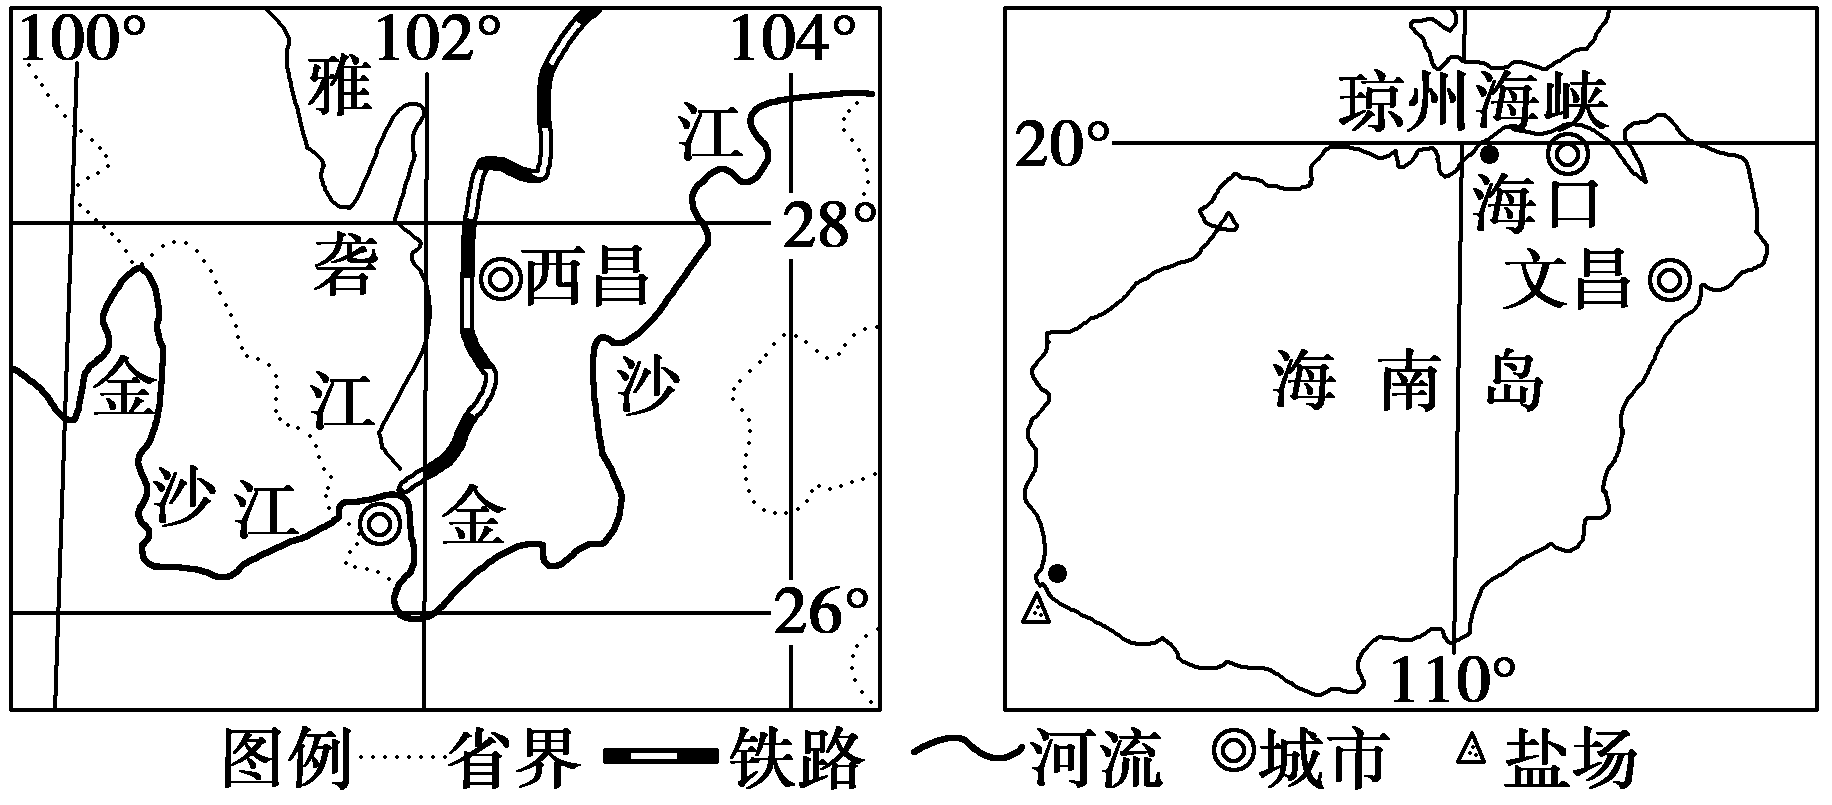 100° 102° 104°
雅
江
28°
砻
西昌
江
金
沙
沙江
金
26°
琼州海峡
20°
海口
文昌
海南岛
110°
图例 省界 铁路 河流 城市 盐场